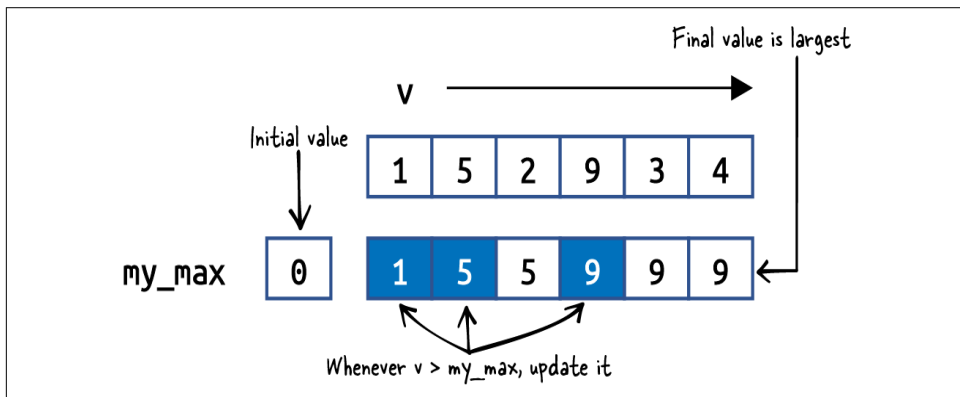 Final value is largest
v
Initial value
1 5 2 9 3 4
my_max 0 1 5 5 9 9 9
Whenever v > my_max, update it